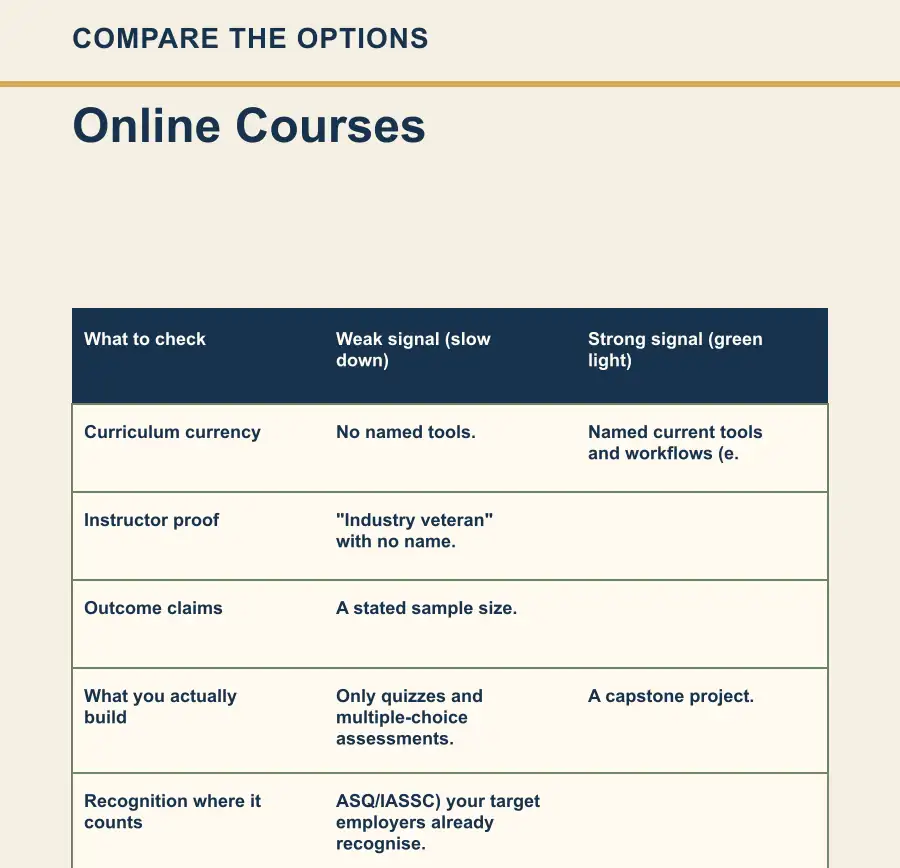 COMPARE THE OPTIONS
Online Courses
What to check
Weak signal (slow
down)
Strong signal (green
light)
Curriculum currency
No named tools.
Named current tools
and workflows (e.
Instructor proof
"Industry veteran"
with no name.
Outcome claims
A stated sample size.
What you actually
build
Only quizzes and
multiple-choice
assessments.
A capstone project.
Recognition where it
counts
ASQ/IASSC) your target
employers already
recognise.